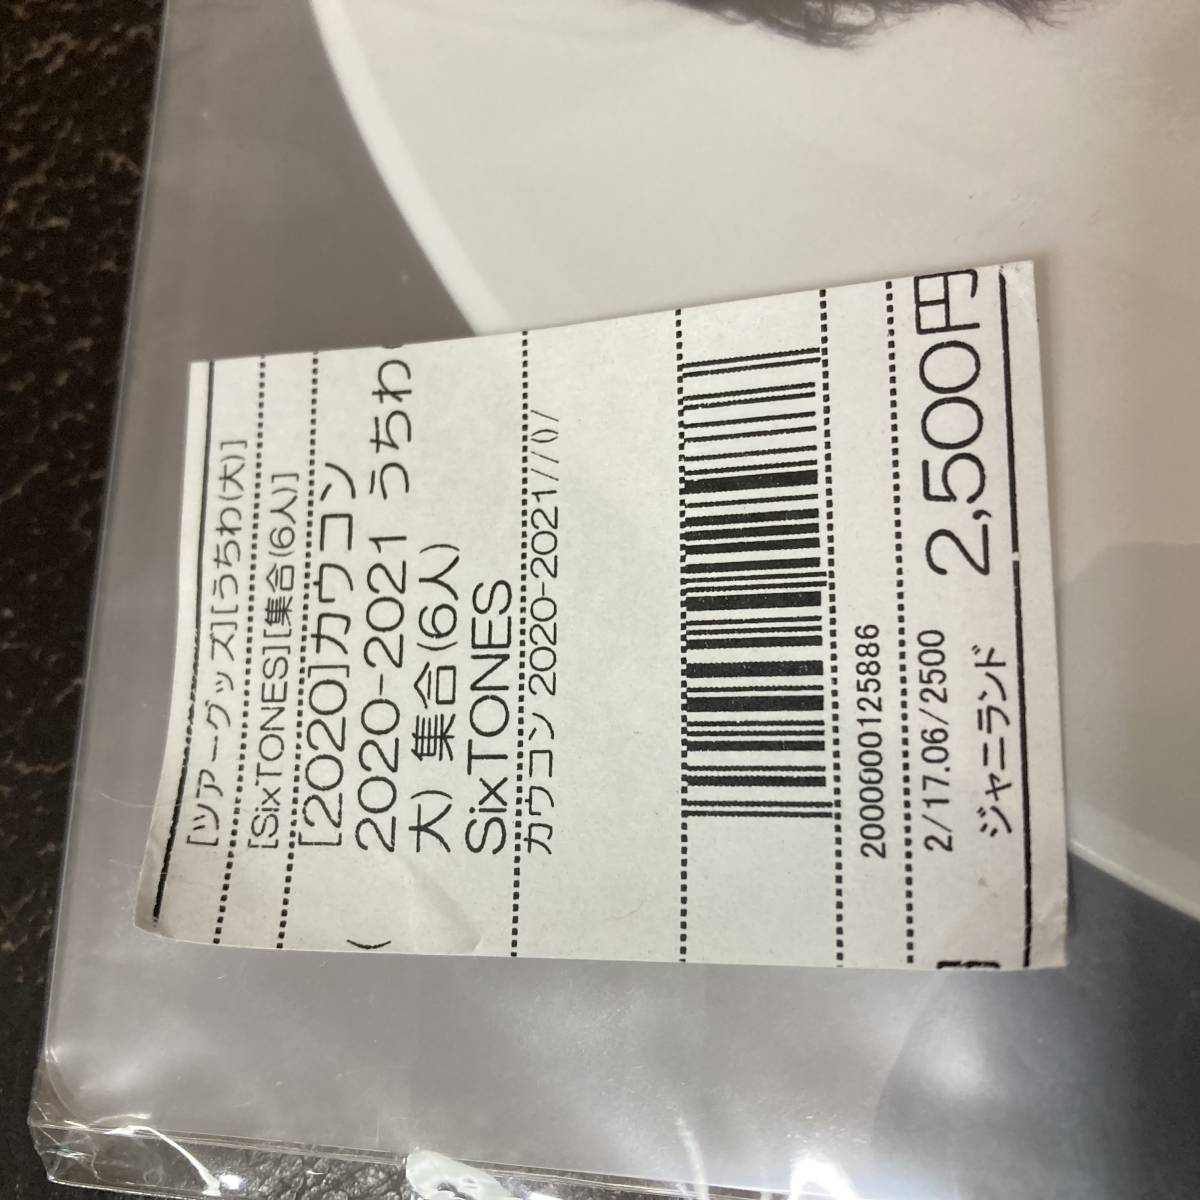 [ツアーグッズ][うちわ(大)]
[SixTONES][集合(6人)]
[2020]カウコン
2020-2021 うちわ(
大) 集合(6人)
SixTONES
カウコン 2020-2021//()/
2000000125886
2/17.06/2500 2,500円
ジャニランド